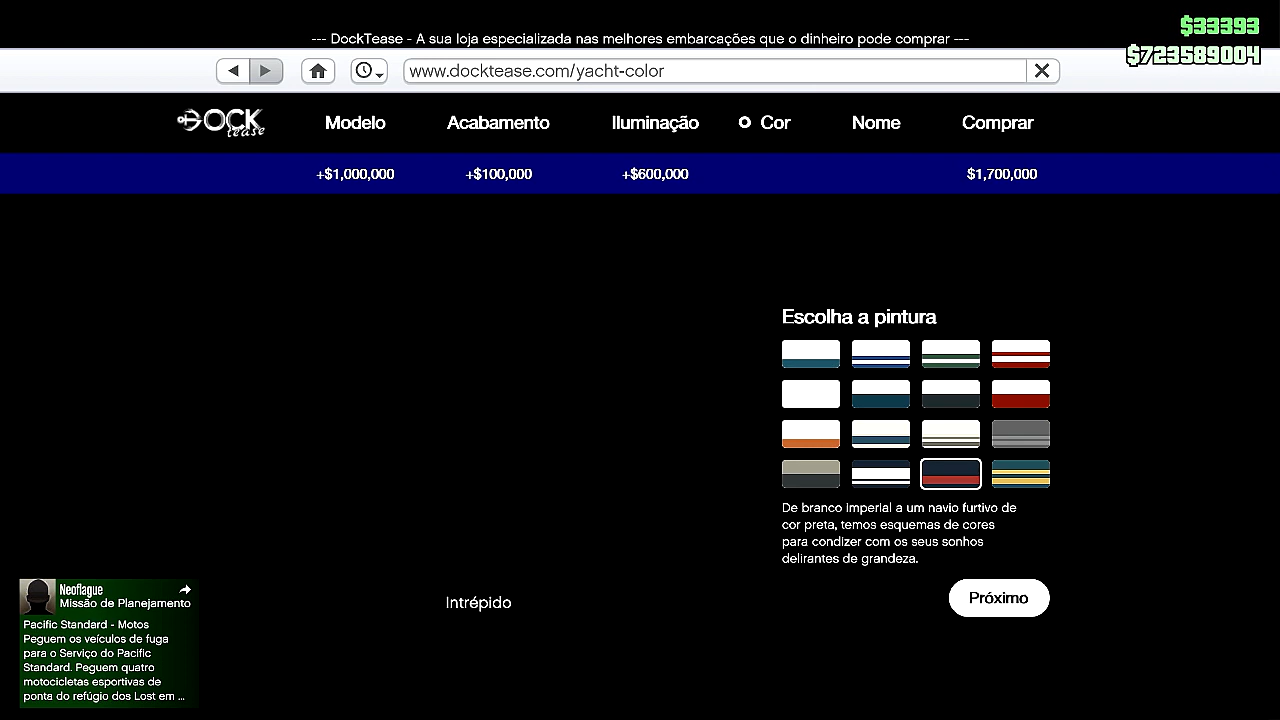 $33393
--- DockTease - A sua loja especializada nas melhores embarcações que o dinheiro pode comprar ---
$723589004
www.docktease.com/yacht-color
DOCK tease
Modelo
Acabamento
Iluminação
Cor
Nome
Comprar
+$1,000,000
+$100,000
+$600,000
$1,700,000
Escolha a pintura
De branco Imperial a um navio furtivo de
cor preta, temos esquemas de cores
para condizer com os seus sonhos
delirantes de grandeza.
Próximo
Intrépido
Neoflague
Missão de Planejamento
Pacific Standard - Motos
Peguem os veículos de fuga
para o Serviço do Pacific
Standard. Peguem quatro
motocicletas esportivas de
ponta do refúgio dos Lost em ...